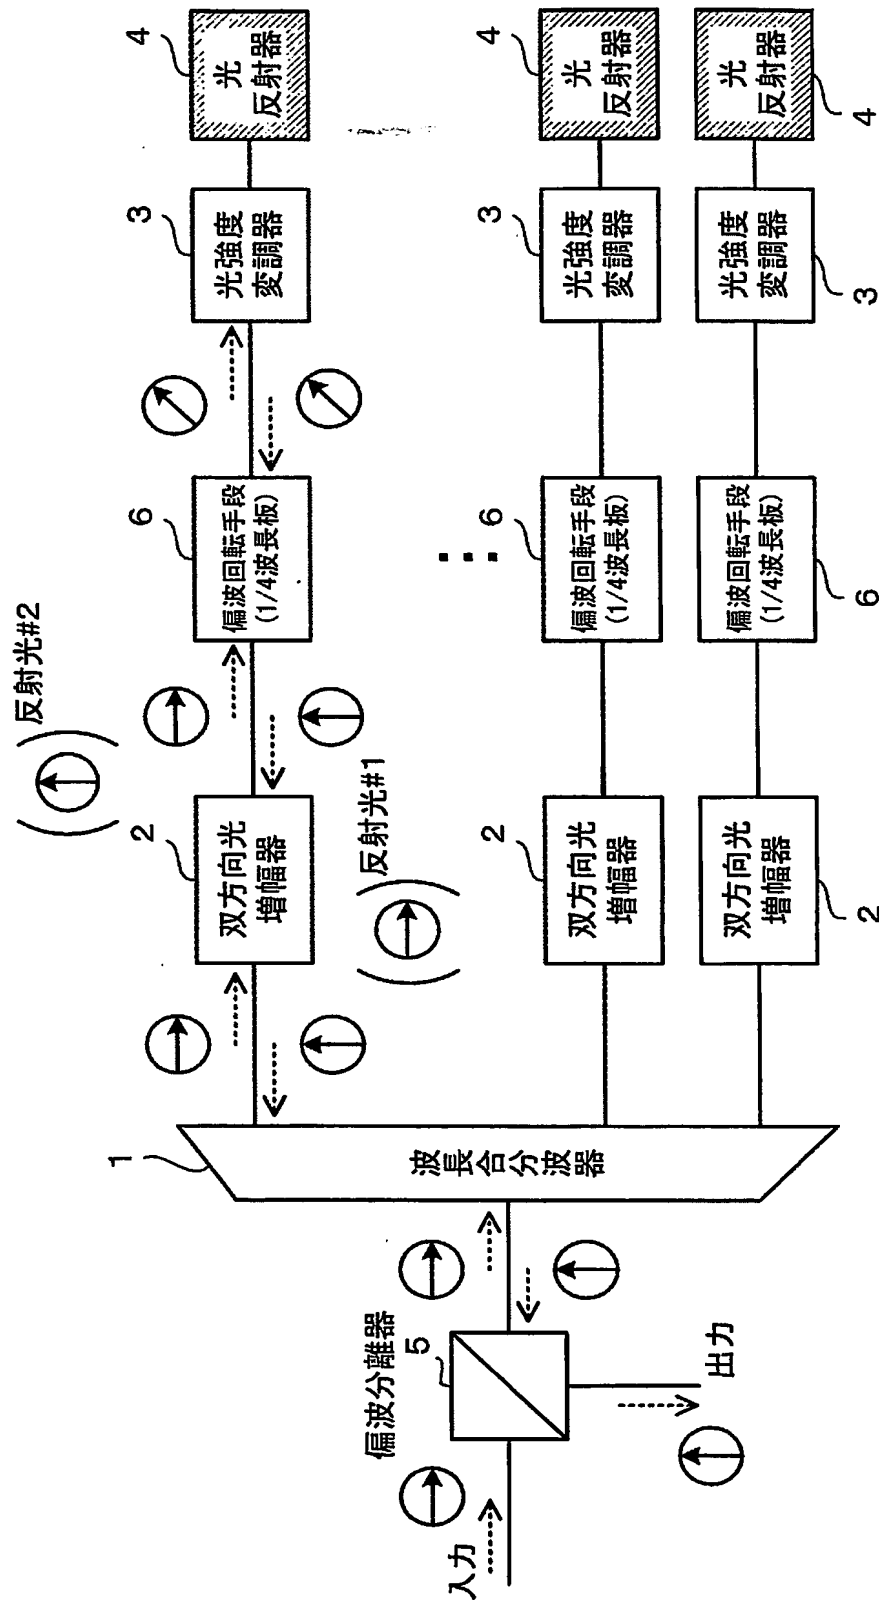 入力
偏波分離器
5
出力
1
波長合分波器
2
双方向光
増幅器
反射光#1
反射光#2
6
偏波回転手段
(1/4波長板)
3
光強度
変調器
4
光
反射器
2
双方向光
増幅器
6
偏波回転手段
(1/4波長板)
3
光強度
変調器
4
光
反射器
双方向光
増幅器
2
偏波回転手段
(1/4波長板)
6
光強度
変調器
3
光
反射器
4